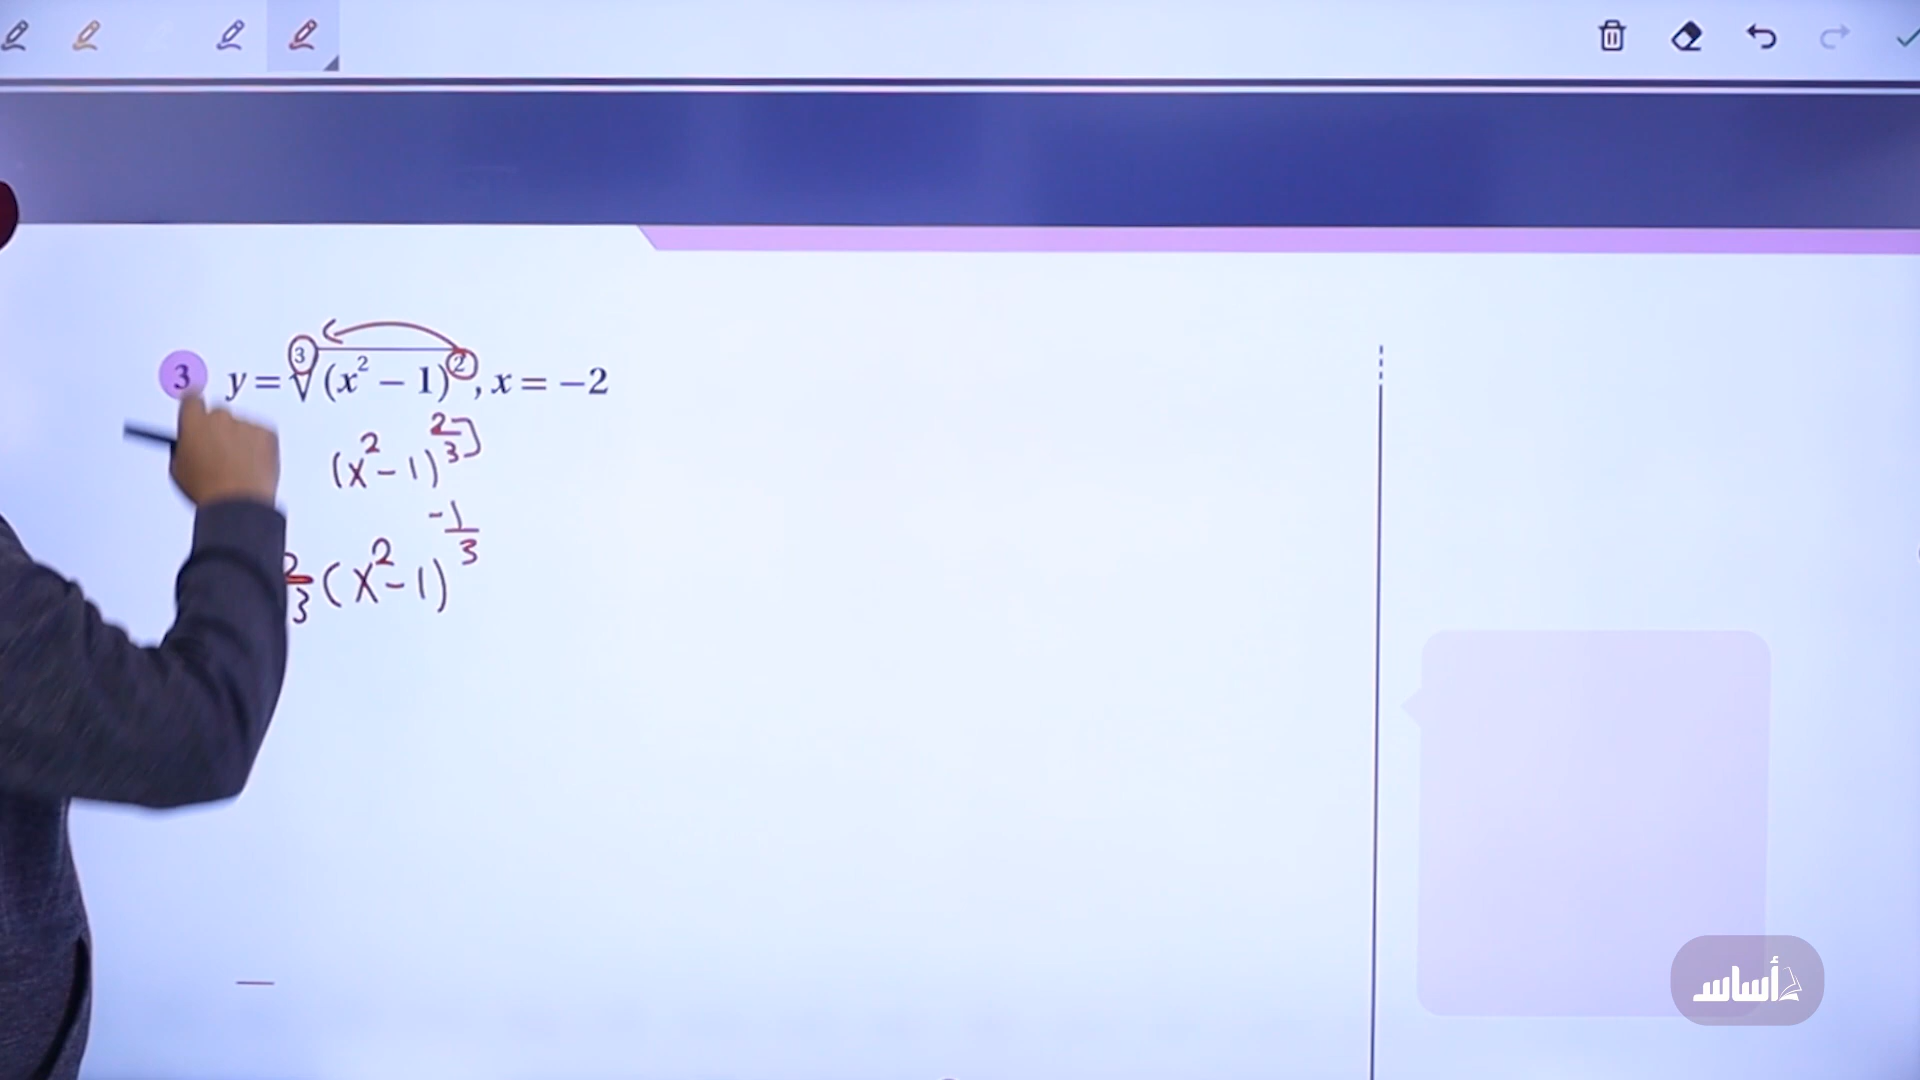 3 y = ∛(x² − 1)², x = −2
(x² − 1)^(2/3)
2/3 (x² − 1)^(−1/3)
أساس